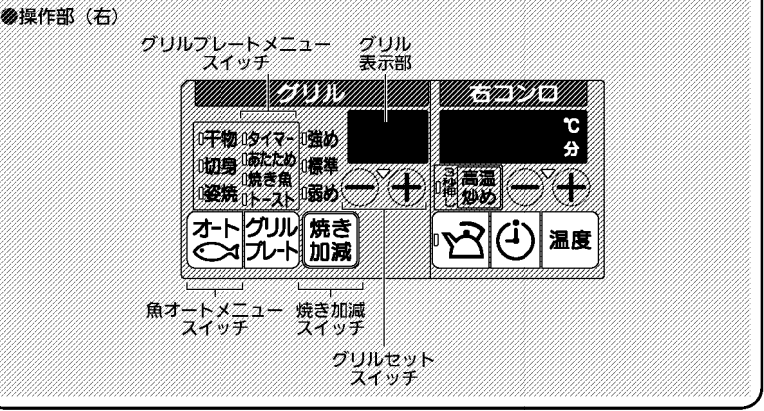 ●操作部（右）
グリルプレートメニュー
スイッチ
グリル
表示部
グリル
右コンロ
干物
切身
姿焼
タイマー
あたため
焼き魚
トースト
強め
標準
弱め
℃
分
3秒押し
高温
炒め
オート
グリル
プレート
焼き
加減
温度
魚オートメニュー
スイッチ
焼き加減
スイッチ
グリルセット
スイッチ